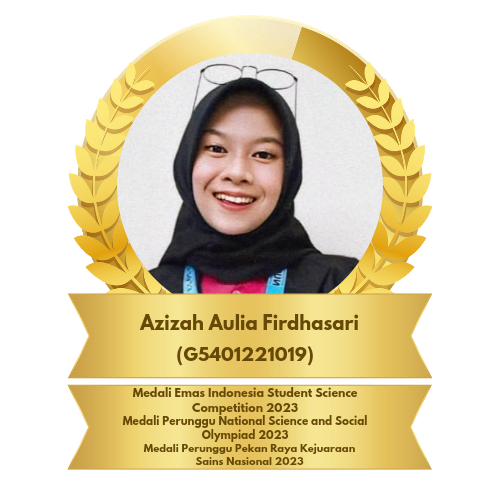 Azizah Aulia Firdhasari
(G5401221019)
Medali Emas Indonesia Student Science
Competition 2023
Medali Perunggu National Science and Social
Olympiad 2023
Medali Perunggu Pekan Raya Kejuaraan
Sains Nasional 2023